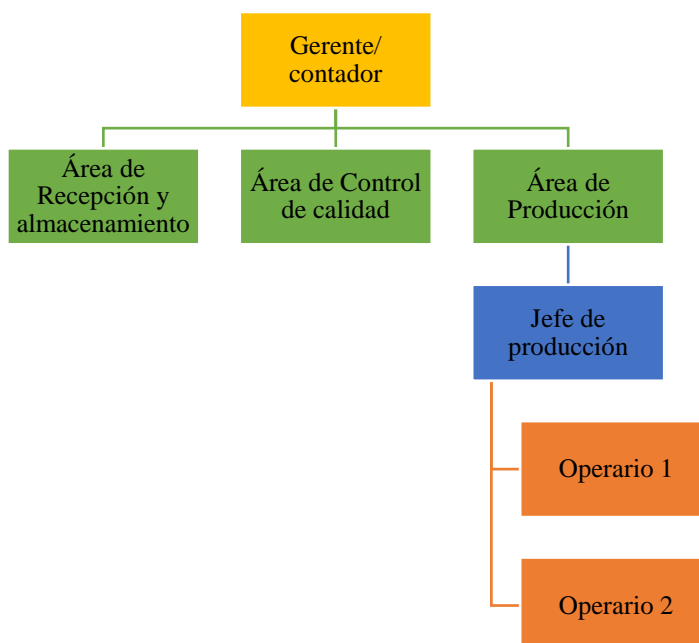 Gerente/
contador
Área de
Recepción y
almacenamiento
Área de Control
de calidad
Área de
Producción
Jefe de
producción
Operario 1
Operario 2